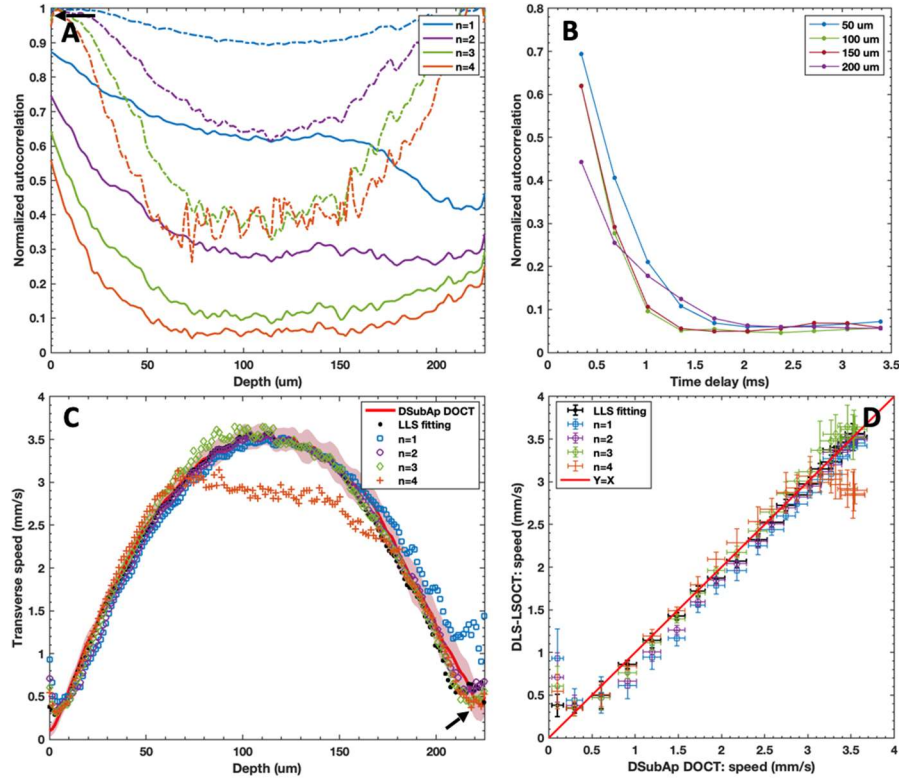 A
n=1
n=2
n=3
n=4
1
0.9
0.8
0.7
0.6
0.5
0.4
0.3
0.2
0.1
0
0 50 100 150 200
Depth (um)
Normalized autocorrelation
B
50 um
100 um
150 um
200 um
0.8
0.7
0.6
0.5
0.4
0.3
0.2
0.1
0
0 0.5 1 1.5 2 2.5 3 3.5
Time delay (ms)
Normalized autocorrelation
C
DSubAp DOCT
LLS fitting
n=1
n=2
n=3
n=4
4
3.5
3
2.5
2
1.5
1
0.5
0
0 50 100 150 200
Depth (um)
Transverse speed (mm/s)
D
LLS fitting
n=1
n=2
n=3
n=4
Y=X
4
3.5
3
2.5
2
1.5
1
0.5
0
0 0.5 1 1.5 2 2.5 3 3.5 4
DSubAp DOCT: speed (mm/s)
DLS-LSOCT: speed (mm/s)